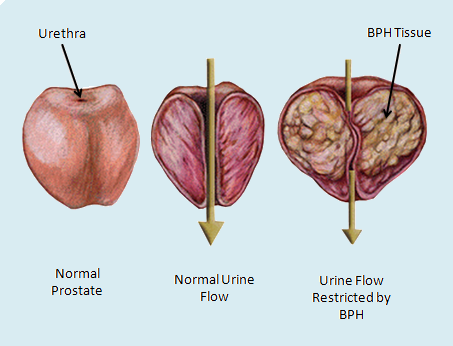 Urethra
BPH Tissue
Normal
Prostate
Normal Urine
Flow
Urine Flow
Restricted by
BPH